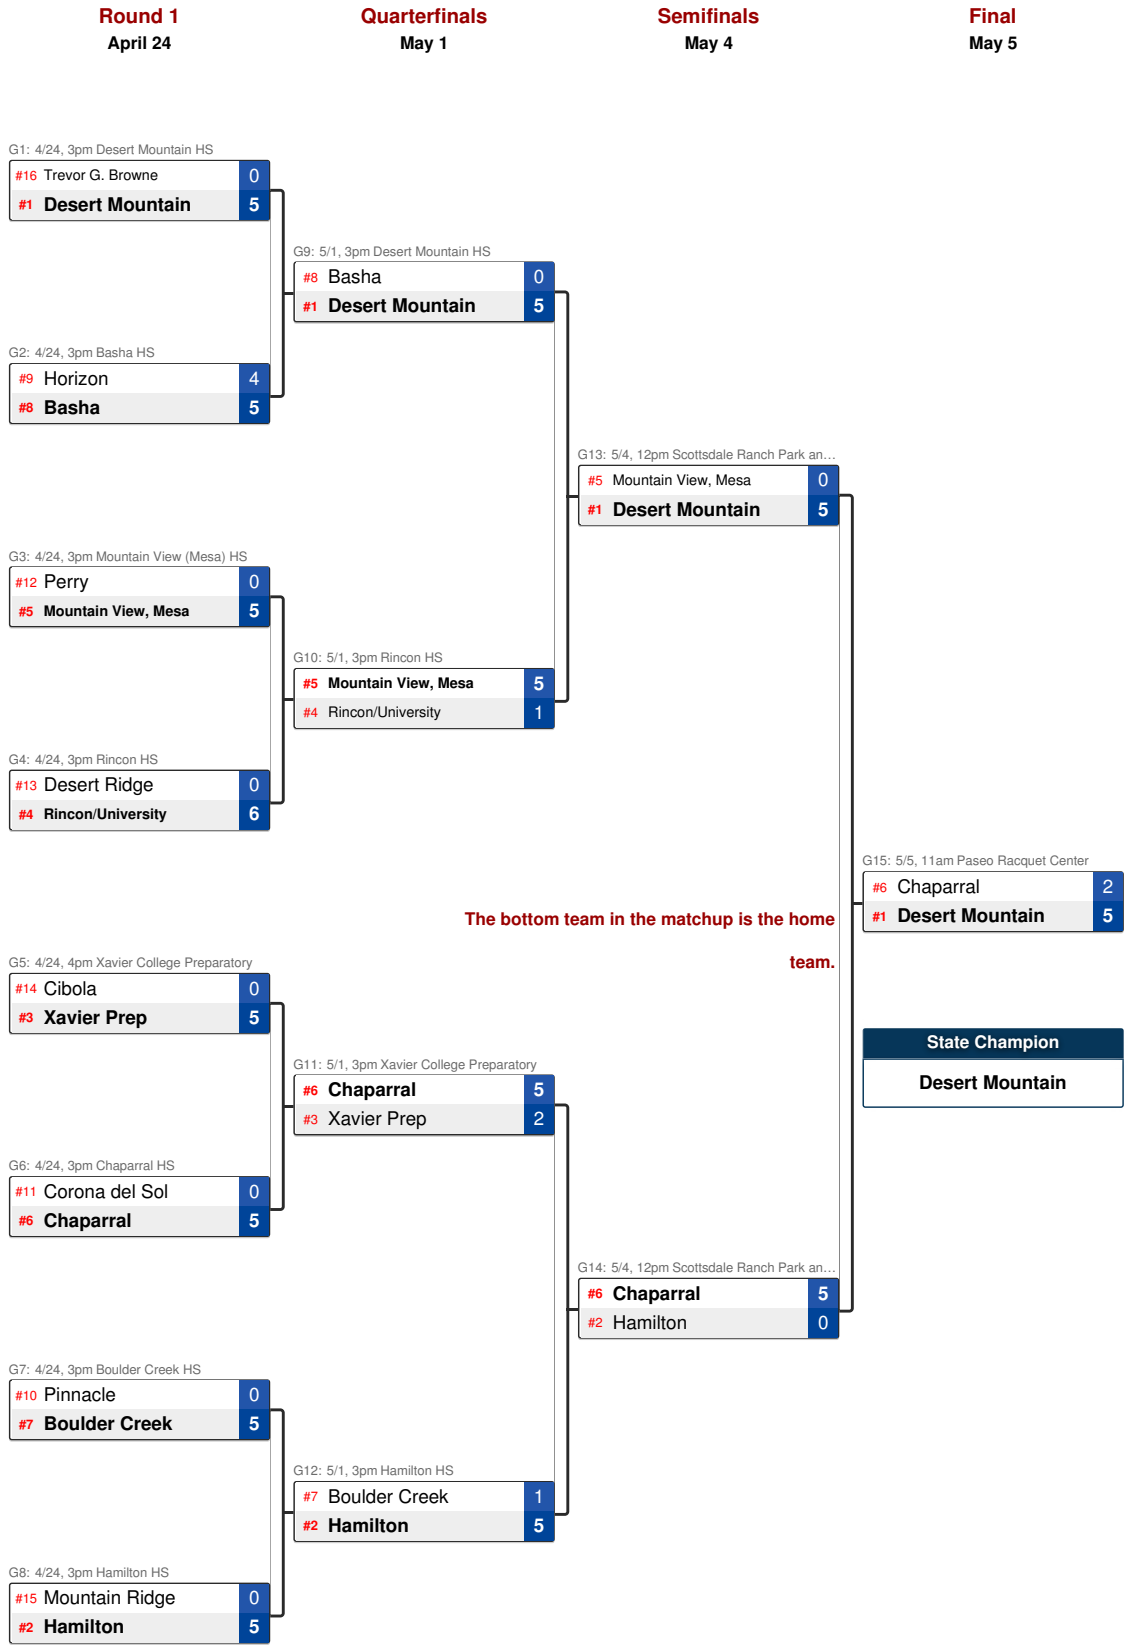 Round 1
April 24
Quarterfinals
May 1
Semifinals
May 4
Final
May 5
G1: 4/24, 3pm Desert Mountain HS
#16 Trevor G. Browne 0
#1 Desert Mountain 5
G2: 4/24, 3pm Basha HS
#9 Horizon 4
#8 Basha 5
G3: 4/24, 3pm Mountain View (Mesa) HS
#12 Perry 0
#5 Mountain View, Mesa 5
G4: 4/24, 3pm Rincon HS
#13 Desert Ridge 0
#4 Rincon/University 6
G5: 4/24, 4pm Xavier College Preparatory
#14 Cibola 0
#3 Xavier Prep 5
G6: 4/24, 3pm Chaparral HS
#11 Corona del Sol 0
#6 Chaparral 5
G7: 4/24, 3pm Boulder Creek HS
#10 Pinnacle 0
#7 Boulder Creek 5
G8: 4/24, 3pm Hamilton HS
#15 Mountain Ridge 0
#2 Hamilton 5
G9: 5/1, 3pm Desert Mountain HS
#8 Basha 0
#1 Desert Mountain 5
G10: 5/1, 3pm Rincon HS
#5 Mountain View, Mesa 5
#4 Rincon/University 1
G11: 5/1, 3pm Xavier College Preparatory
#6 Chaparral 5
#3 Xavier Prep 2
G12: 5/1, 3pm Hamilton HS
#7 Boulder Creek 1
#2 Hamilton 5
G13: 5/4, 12pm Scottsdale Ranch Park an…
#5 Mountain View, Mesa 0
#1 Desert Mountain 5
The bottom team in the matchup is the home
team.
G14: 5/4, 12pm Scottsdale Ranch Park an…
#6 Chaparral 5
#2 Hamilton 0
G15: 5/5, 11am Paseo Racquet Center
#6 Chaparral 2
#1 Desert Mountain 5
State Champion
Desert Mountain